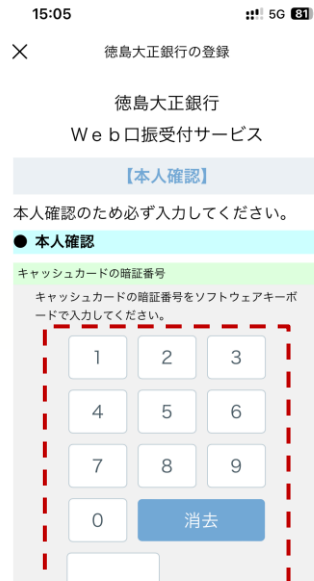 15:05 5G 81
× 徳島大正銀行の登録
徳島大正銀行
Web口振受付サービス
【本人確認】
本人確認のため必ず入力してください。
● 本人確認
キャッシュカードの暗証番号
キャッシュカードの暗証番号をソフトウェアキーボ
ードで入力してください。
1 2 3
4 5 6
7 8 9
0 消去